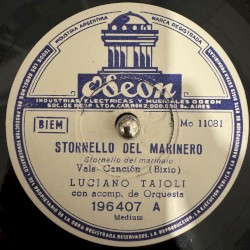 INDUSTRIA ARGENTINA
MARCA REGISTRADA
Odeon
INDUSTRIAS ELECTRICAS Y MUSICALES ODEON
BIEM
Mo 11081
STORNELLO DEL MARINERO
Stornello del marinaio
Vals Canción (Bixio)
LUCIANO TAJOLI
con acomp. de Orquesta
196407 A
Medium